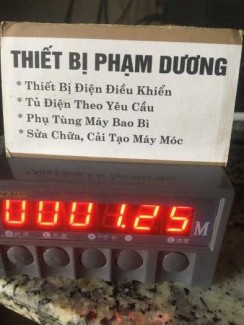 THIẾT BỊ PHẠM DƯƠNG
* Thiết Bị Điện Điều Khiển
* Tủ Điện Theo Yêu Cầu
* Phụ Tùng Máy Bao Bì
* Sửa Chữa, Cải Tạo Máy Móc
0001.25 M